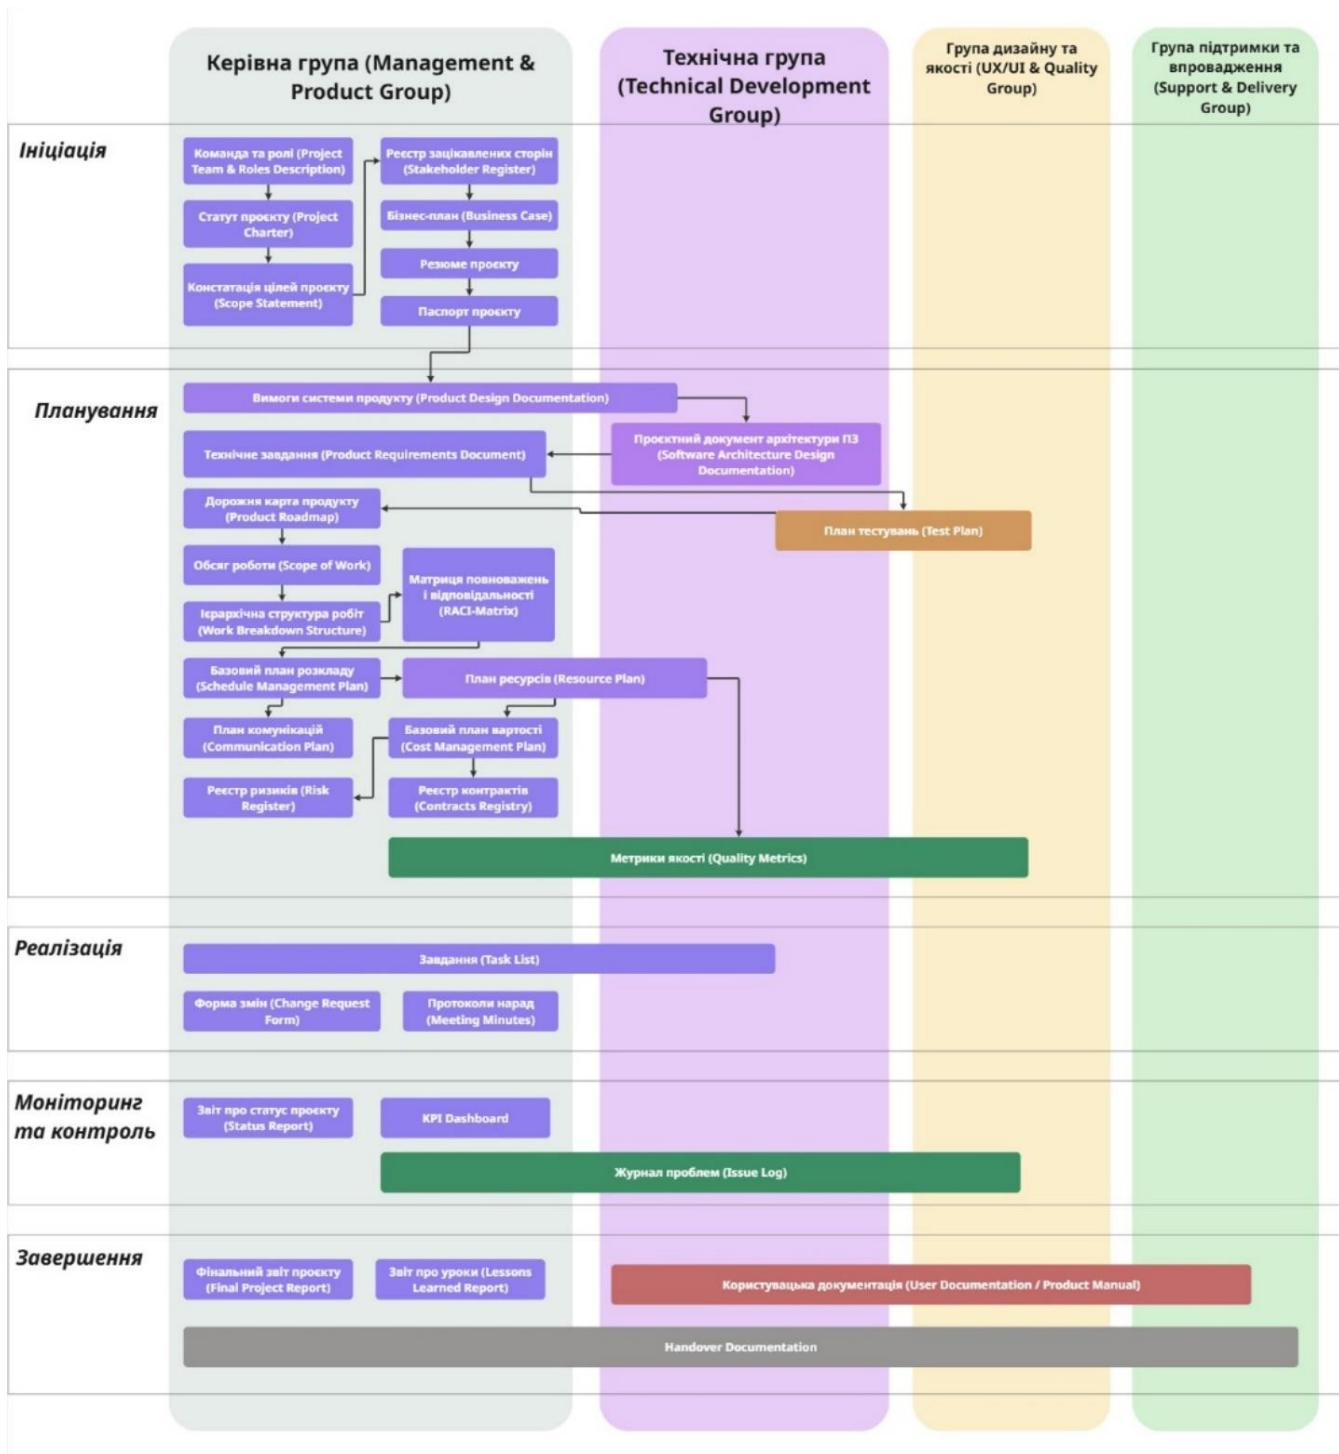 Керівна група (Management &
Product Group)
Технічна група
(Technical Development
Group)
Група дизайну та
якості (UX/UI & Quality
Group)
Група підтримки та
впровадження
(Support & Delivery
Group)
Ініціація
Команда та ролі (Project
Team & Roles Description)
Статут проєкту (Project
Charter)
Констатація цілей проєкту
(Scope Statement)
Реєстр зацікавлених сторін
(Stakeholder Register)
Бізнес-план (Business Case)
Резюме проєкту
Паспорт проєкту
Планування
Вимоги системи продукту (Product Design Documentation)
Проєктний документ архітектури ПЗ
(Software Architecture Design
Documentation)
Технічне завдання (Product Requirements Document)
Дорожня карта продукту
(Product Roadmap)
План тестувань (Test Plan)
Обсяг роботи (Scope of Work)
Матриця повноважень
і відповідальності
(RACI-Matrix)
Ієрархічна структура робіт
(Work Breakdown Structure)
Базовий план розкладу
(Schedule Management Plan)
План ресурсів (Resource Plan)
План комунікацій
(Communication Plan)
Базовий план вартості
(Cost Management Plan)
Реєстр ризиків (Risk
Register)
Реєстр контрактів
(Contracts Registry)
Метрики якості (Quality Metrics)
Реалізація
Завдання (Task List)
Форма змін (Change Request
Form)
Протоколи нарад
(Meeting Minutes)
Моніторинг
та контроль
Звіт про статус проєкту
(Status Report)
KPI Dashboard
Журнал проблем (Issue Log)
Завершення
Фінальний звіт проєкту
(Final Project Report)
Звіт про уроки (Lessons
Learned Report)
Користувацька документація (User Documentation / Product Manual)
Handover Documentation